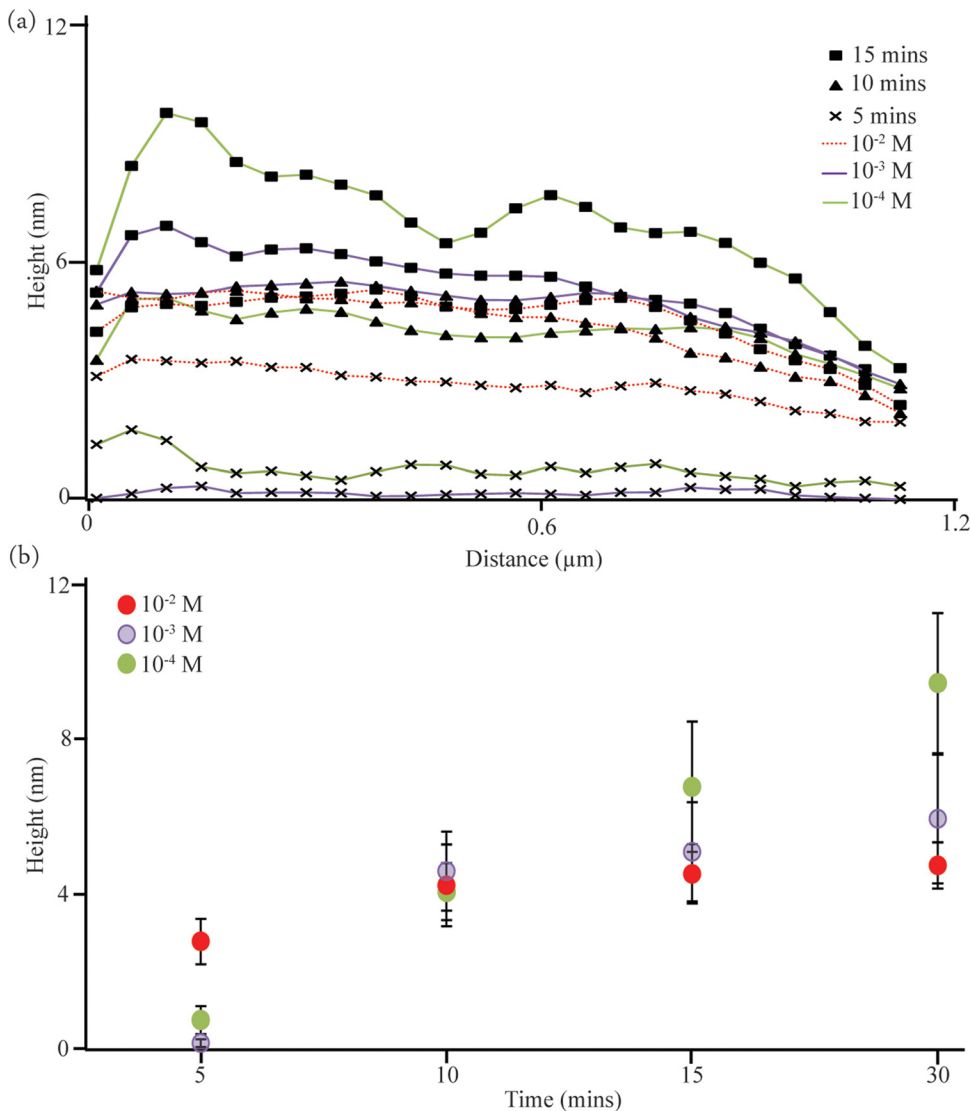 (a)
12
15 mins
10 mins
5 mins
10⁻² M
10⁻³ M
10⁻⁴ M
Height (nm)
6
0
0 0.6 1.2
Distance (µm)
(b)
12
10⁻² M
10⁻³ M
10⁻⁴ M
8
Height (nm)
4
0
5 10 15 30
Time (mins)